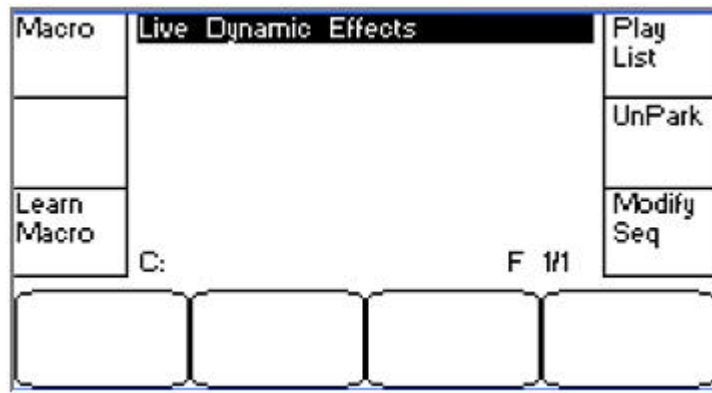 Macro
Live Dynamic Effects
Play
List
UnPark
Learn
Macro
Modify
Seq
C:
F 1/1